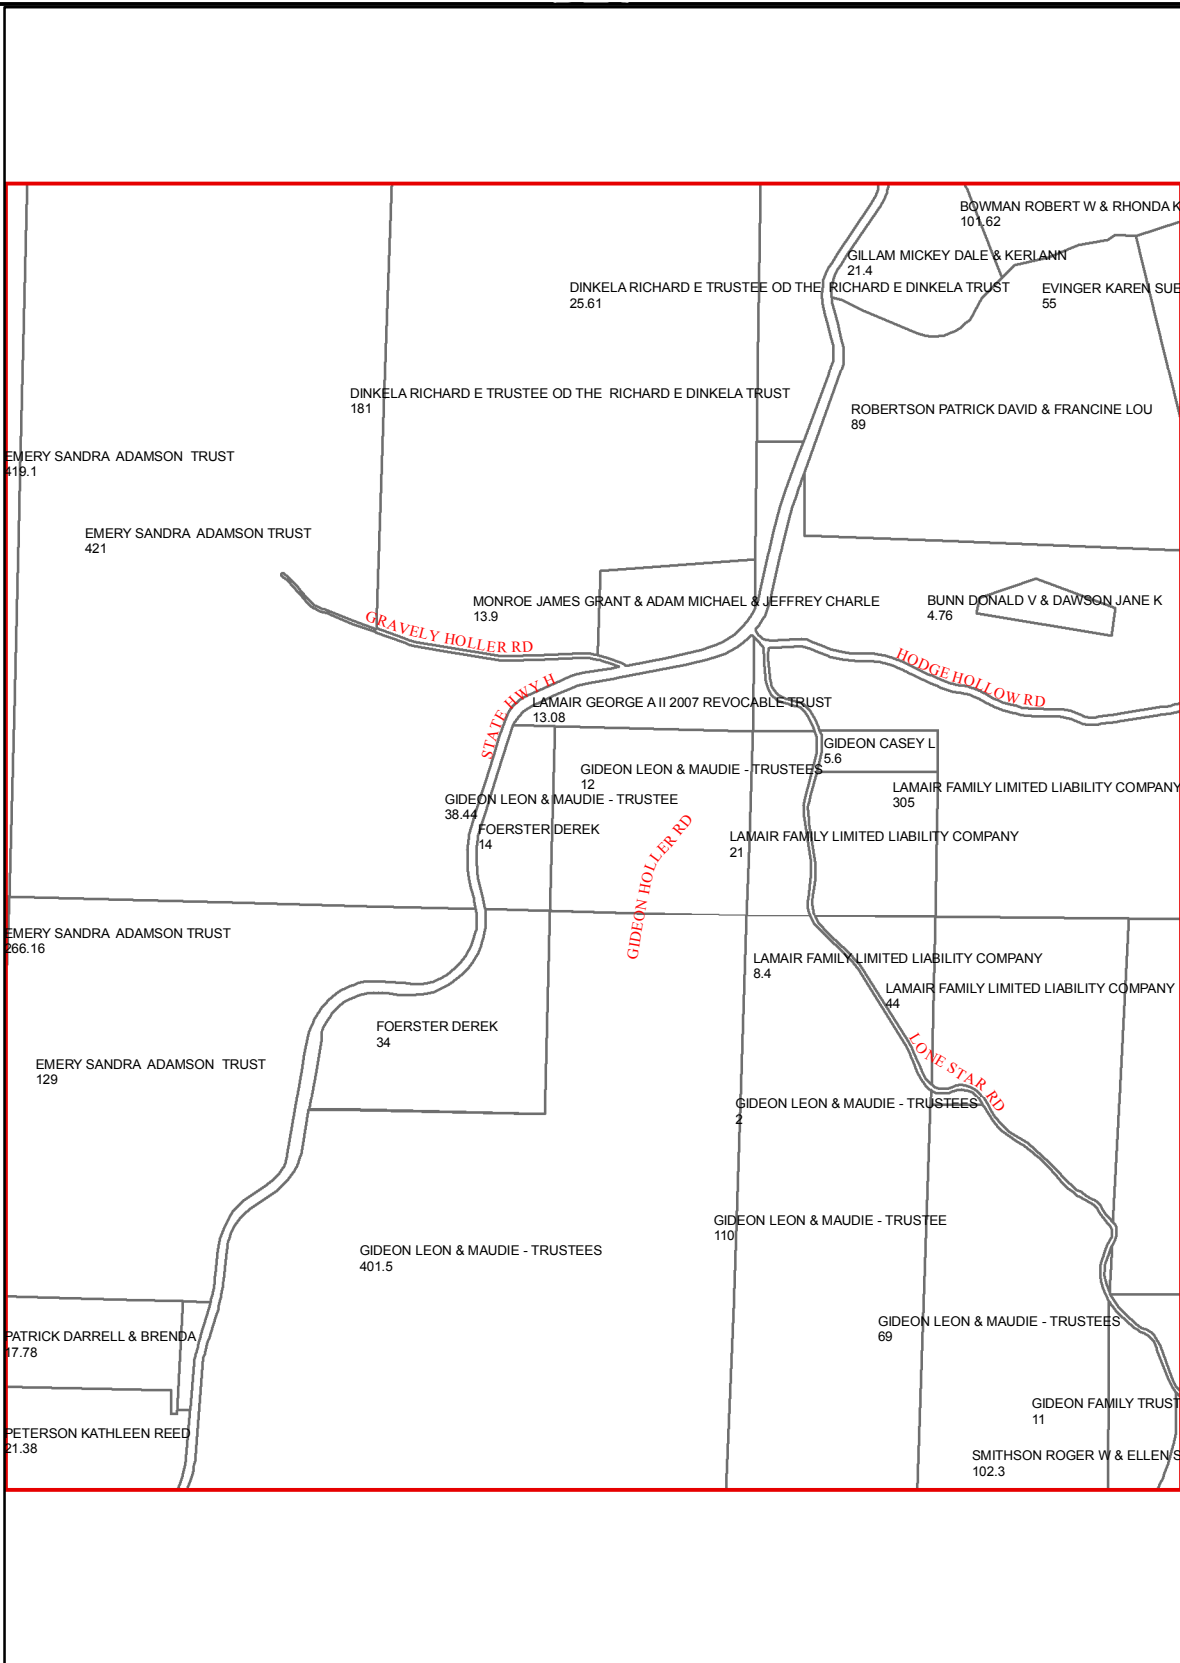 BOWMAN ROBERT W & RHONDA K
101.62
GILLAM MICKEY DALE & KERI ANN
21.4
DINKELA RICHARD E TRUSTEE OD THE RICHARD E DINKELA TRUST
25.61
EVINGER KAREN SUE
55
DINKELA RICHARD E TRUSTEE OD THE RICHARD E DINKELA TRUST
181
ROBERTSON PATRICK DAVID & FRANCINE LOU
89
EMERY SANDRA ADAMSON TRUST
419.1
EMERY SANDRA ADAMSON TRUST
421
MONROE JAMES GRANT & ADAM MICHAEL & JEFFREY CHARLE
13.9
BUNN DONALD V & DAWSON JANE K
4.76
GRAVELY HOLLER RD
HODGE HOLLOW RD
STATE HWY H
LAMAIR GEORGE A II 2007 REVOCABLE TRUST
13.08
GIDEON CASEY L
5.6
GIDEON LEON & MAUDIE - TRUSTEES
12
LAMAIR FAMILY LIMITED LIABILITY COMPANY
305
GIDEON LEON & MAUDIE - TRUSTEE
38.44
FOERSTER DEREK
14
LAMAIR FAMILY LIMITED LIABILITY COMPANY
21
GIDEON HOLLER RD
EMERY SANDRA ADAMSON TRUST
266.16
LAMAIR FAMILY LIMITED LIABILITY COMPANY
8.4
LAMAIR FAMILY LIMITED LIABILITY COMPANY
44
FOERSTER DEREK
34
LONE STAR RD
EMERY SANDRA ADAMSON TRUST
129
GIDEON LEON & MAUDIE - TRUSTEES
2
GIDEON LEON & MAUDIE - TRUSTEE
110
GIDEON LEON & MAUDIE - TRUSTEES
401.5
GIDEON LEON & MAUDIE - TRUSTEES
69
PATRICK DARRELL & BRENDA
17.78
GIDEON FAMILY TRUST
11
PETERSON KATHLEEN REED
21.38
SMITHSON ROGER W & ELLEN S
102.3